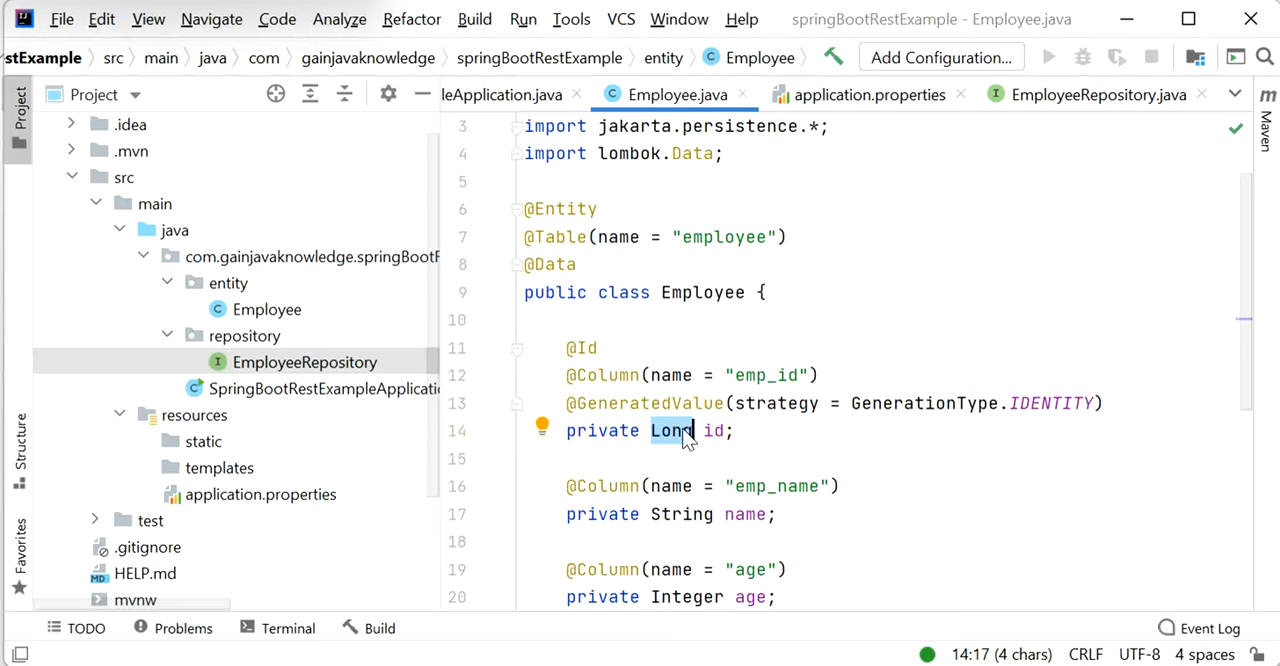 File Edit View Navigate Code Analyze Refactor Build Run Tools VCS Window Help springBootRestExample - Employee.java
stExample src main java com gainjavaknowledge springBootRestExample entity Employee Add Configuration...
Project leApplication.java Employee.java application.properties EmployeeRepository.java
Project
Structure
Favorites
.idea
.mvn
src
main
java
com.gainjavaknowledge.springBootF
entity
Employee
repository
EmployeeRepository
SpringBootRestExampleApplicatio
resources
static
templates
application.properties
test
.gitignore
HELP.md
mvnw
3 import jakarta.persistence.*;
4 import lombok.Data;
5
6 @Entity
7 @Table(name = "employee")
8 @Data
9 public class Employee {
10
11 @Id
12 @Column(name = "emp_id")
13 @GeneratedValue(strategy = GenerationType.IDENTITY)
14 private Long id;
15
16 @Column(name = "emp_name")
17 private String name;
18
19 @Column(name = "age")
20 private Integer age;
m Maven
TODO Problems Terminal Build Event Log
14:17 (4 chars) CRLF UTF-8 4 spaces